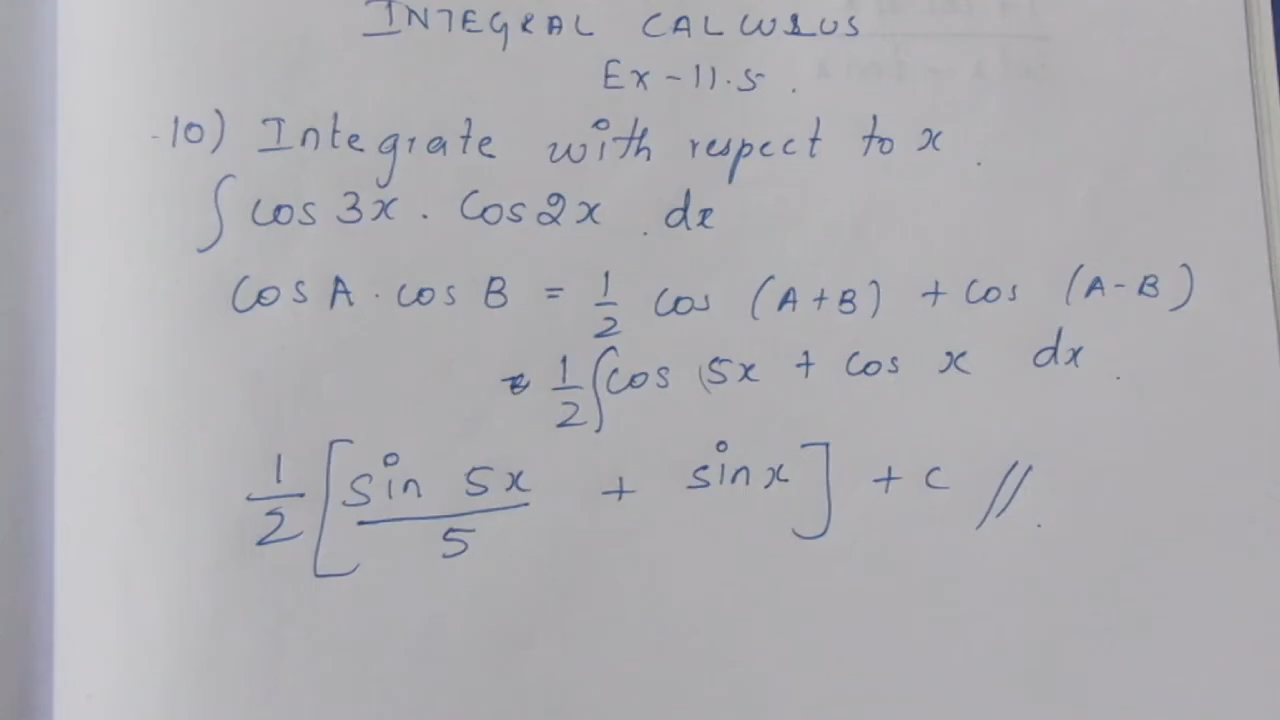 INTEGRAL CALCULUS
Ex - 11.5.
10) Integrate with respect to x.
∫ cos 3x . cos 2x . dx
cos A . cos B = 1/2 cos (A+B) + cos (A-B)
= 1/2 ∫ cos 5x + cos x dx.
1/2 [ sin 5x / 5 + sin x ] + c //.